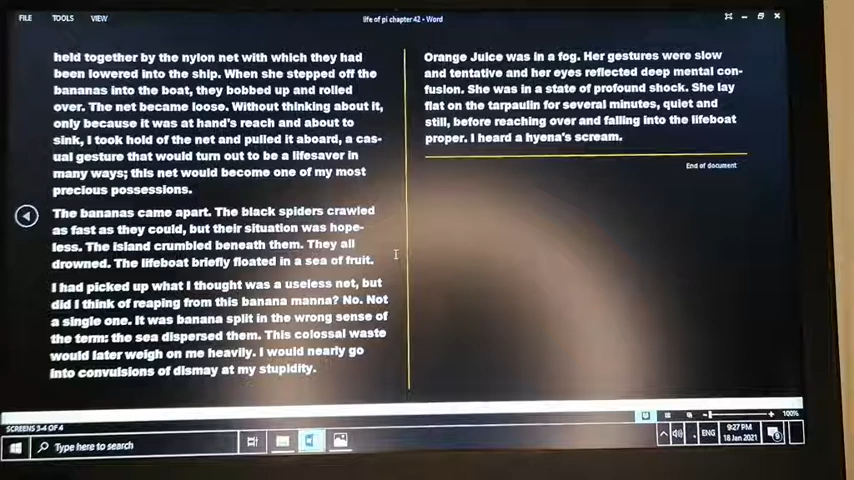 FILE TOOLS VIEW
life of pi chapter 42 - Word
held together by the nylon net with which they had
been lowered into the ship. When she stepped off the
bananas into the boat, they bobbed up and rolled
over. The net became loose. Without thinking about it,
only because it was at hand's reach and about to
sink, I took hold of the net and pulled it aboard, a cas-
ual gesture that would turn out to be a lifesaver in
many ways; this net would become one of my most
precious possessions.
The bananas came apart. The black spiders crawled
as fast as they could, but their situation was hope-
less. The island crumbled beneath them. They all
drowned. The lifeboat briefly floated in a sea of fruit.
I had picked up what I thought was a useless net, but
did I think of reaping from this banana manna? No. Not
a single one. It was banana split in the wrong sense of
the term: the sea dispersed them. This colossal waste
would later weigh on me heavily. I would nearly go
into convulsions of dismay at my stupidity.
Orange Juice was in a fog. Her gestures were slow
and tentative and her eyes reflected deep mental con-
fusion. She was in a state of profound shock. She lay
flat on the tarpaulin for several minutes, quiet and
still, before reaching over and falling into the lifeboat
proper. I heard a hyena's scream.
End of document
SCREENS 3-4 OF 4
100%
Type here to search
ENG
9:27 PM
18 Jan 2021